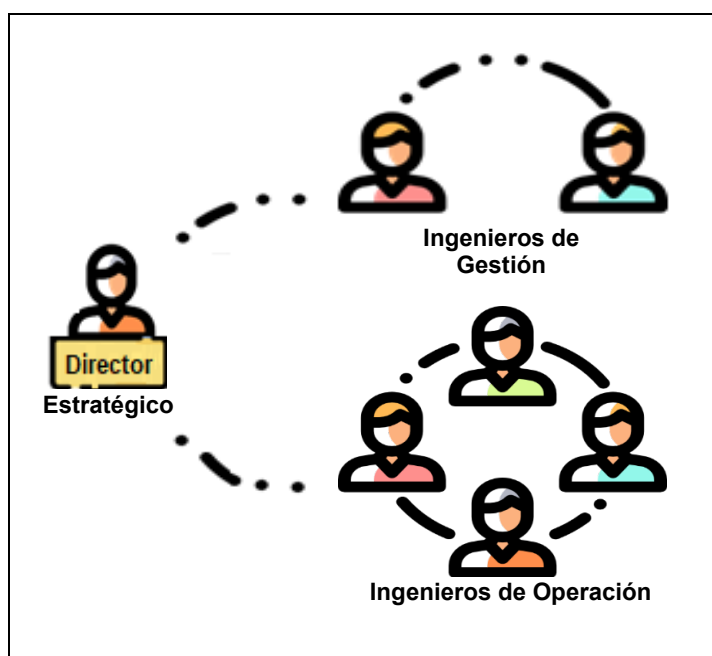 Ingenieros de
Gestión
Director
Estratégico
Ingenieros de Operación